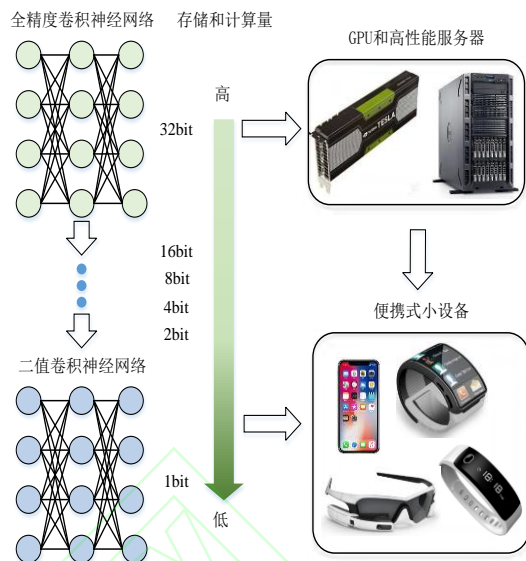 全精度卷积神经网络
存储和计算量
GPU和高性能服务器
高
32bit
TESLA
16bit
8bit
4bit
2bit
便携式小设备
二值卷积神经网络
1bit
低